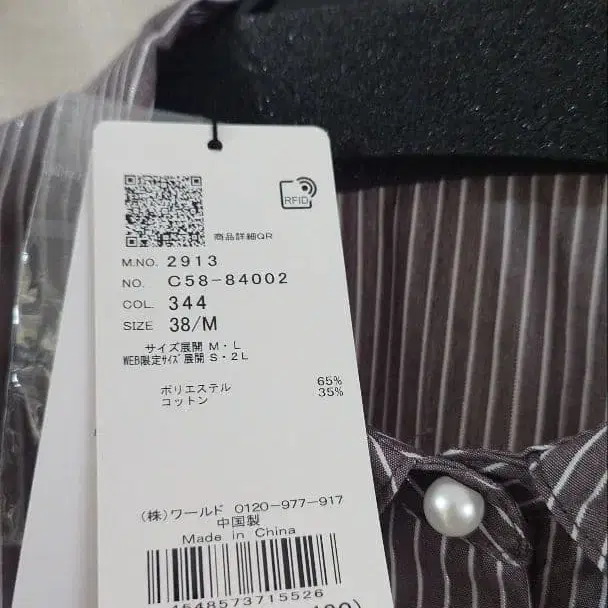 RFID
商品詳細QR
M.NO. 2913
NO. C58-84002
COL. 344
SIZE 38/M
サイズ展開 M・L
WEB限定ｻｲｽﾞ展開 S・2L
ポリエステル 65%
コットン 35%
(株)ワールド 0120-977-917
中国製
Made in China
4548573715526